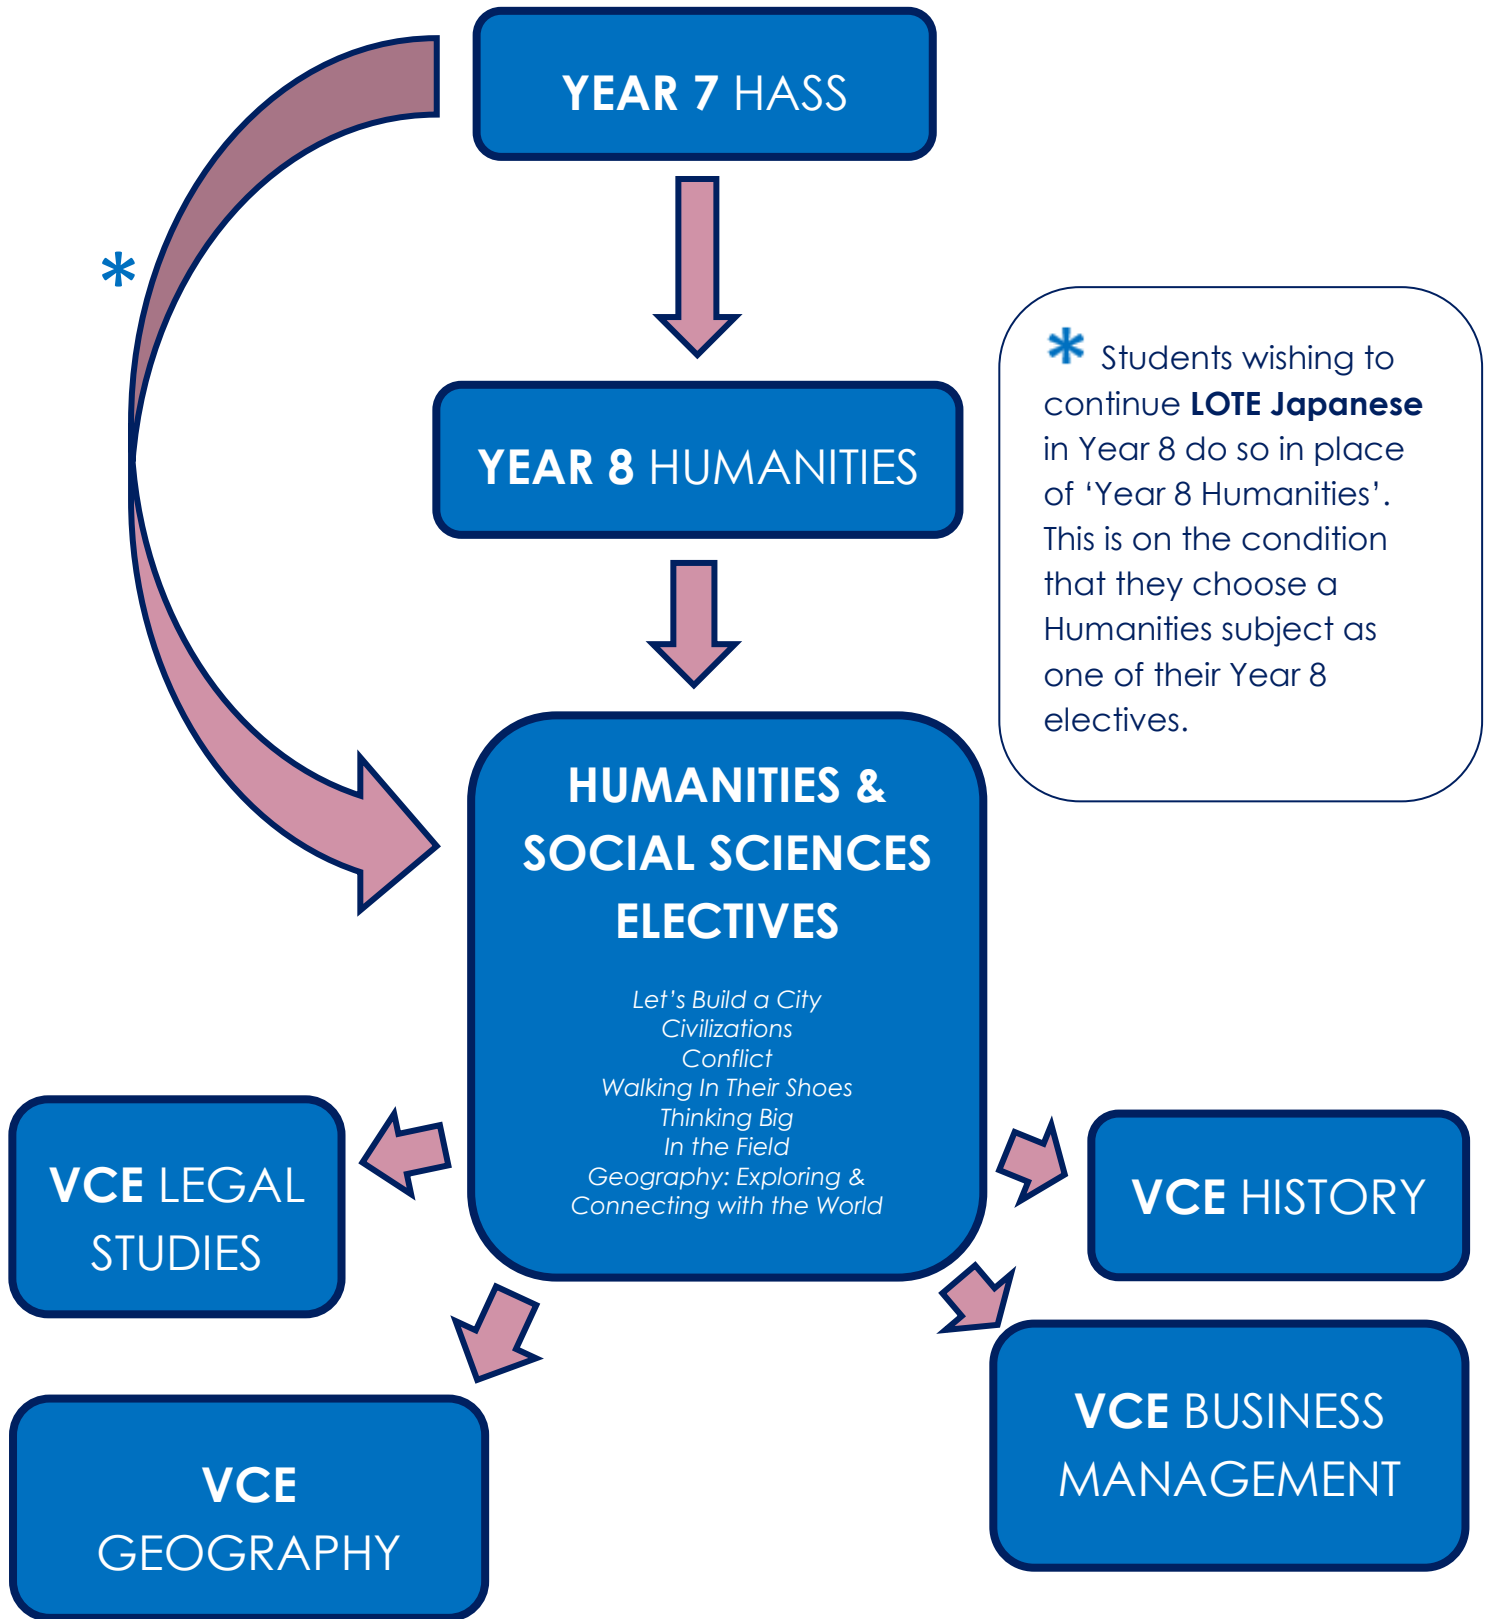 YEAR 7 HASS
*
YEAR 8 HUMANITIES
* Students wishing to
continue LOTE Japanese
in Year 8 do so in place
of ‘Year 8 Humanities’.
This is on the condition
that they choose a
Humanities subject as
one of their Year 8
electives.
HUMANITIES &
SOCIAL SCIENCES
ELECTIVES
Let’s Build a City
Civilizations
Conflict
Walking In Their Shoes
Thinking Big
In the Field
Geography: Exploring &
Connecting with the World
VCE LEGAL
STUDIES
VCE HISTORY
VCE
GEOGRAPHY
VCE BUSINESS
MANAGEMENT